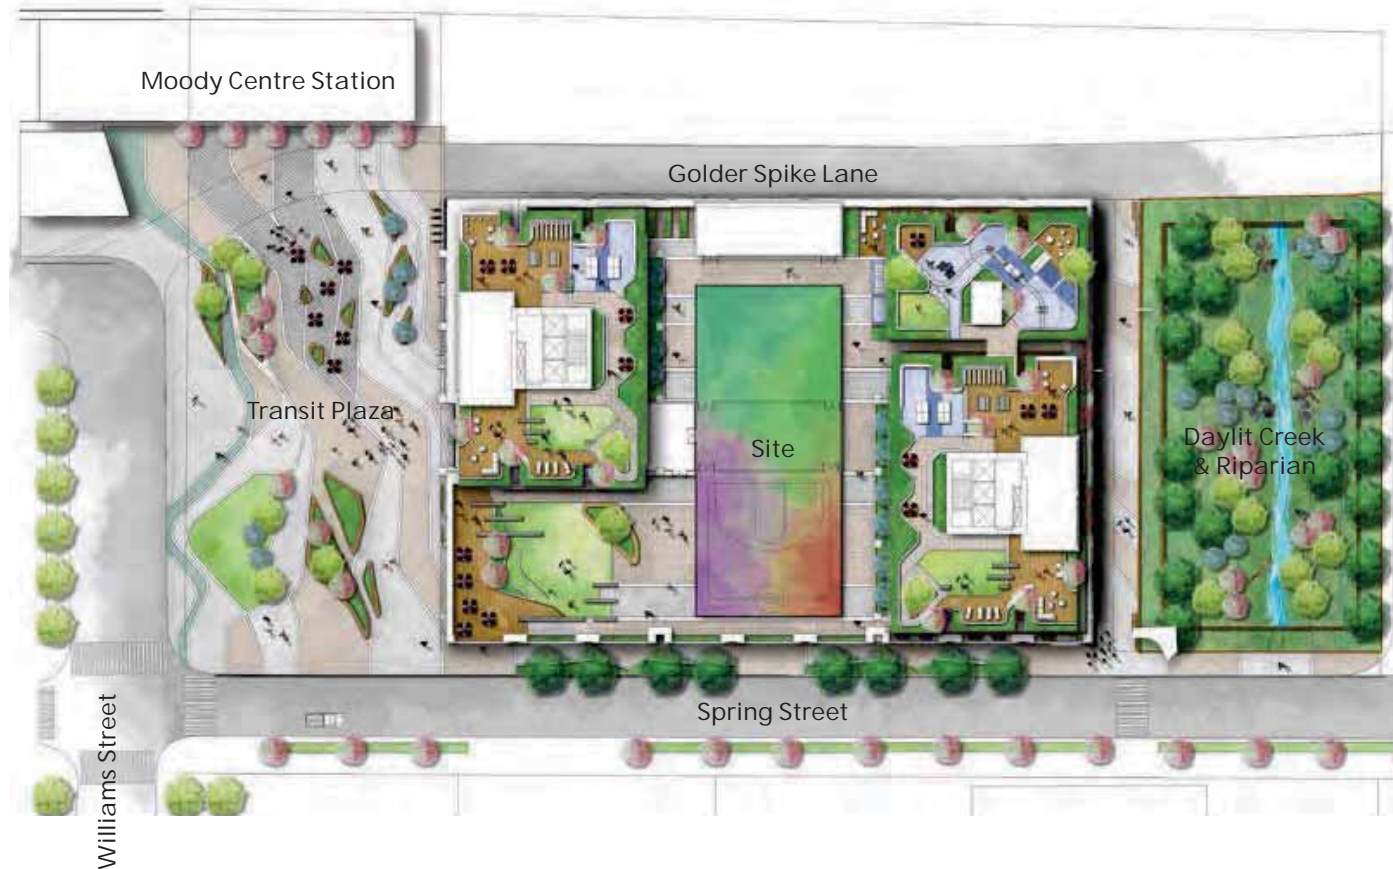 Moody Centre Station
Golder Spike Lane
Transit Plaza
Site
Daylit Creek
& Riparian
Spring Street
Williams Street